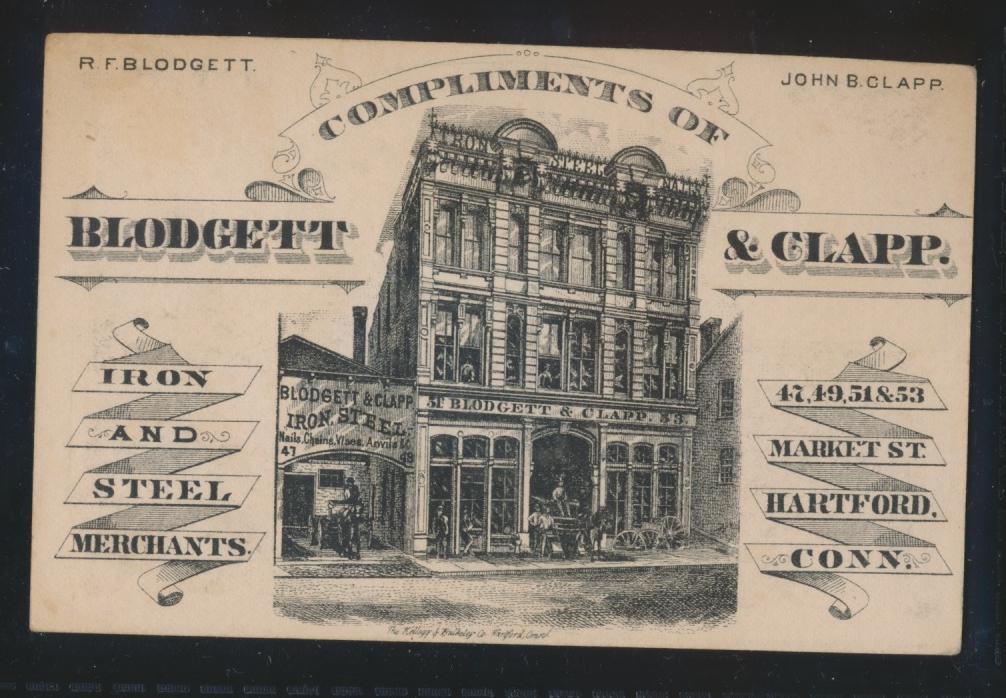 R. F. BLODGETT.
JOHN B. CLAPP.
COMPLIMENTS OF
BLODGETT & CLAPP.
IRON
AND
STEEL
MERCHANTS.
IRON STEEL NAILS
51 BLODGETT & CLAPP. 53.
BLODGETT & CLAPP
IRON, STEEL,
Nails, Chains, Vises, Anvils &c
47 49
47, 49, 51 & 53
MARKET ST.
HARTFORD,
CONN.
The Kellogg & Bulkeley Co. Hartford, Conn.